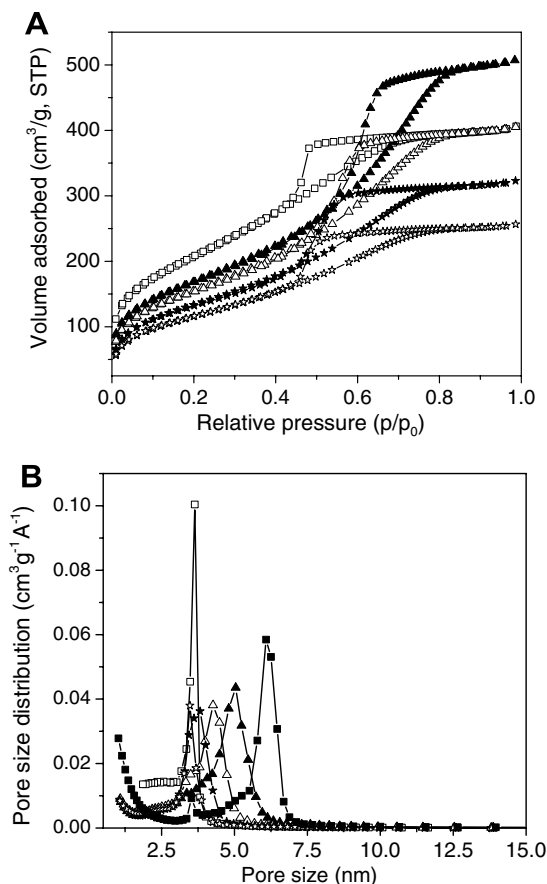 A
Volume adsorbed (cm³/g, STP)
500
400
300
200
100
0.0 0.2 0.4 0.6 0.8 1.0
Relative pressure (p/p₀)
B
Pore size distribution (cm³g⁻¹A⁻¹)
0.10
0.08
0.06
0.04
0.02
0.00
2.5 5.0 7.5 10.0 12.5 15.0
Pore size (nm)